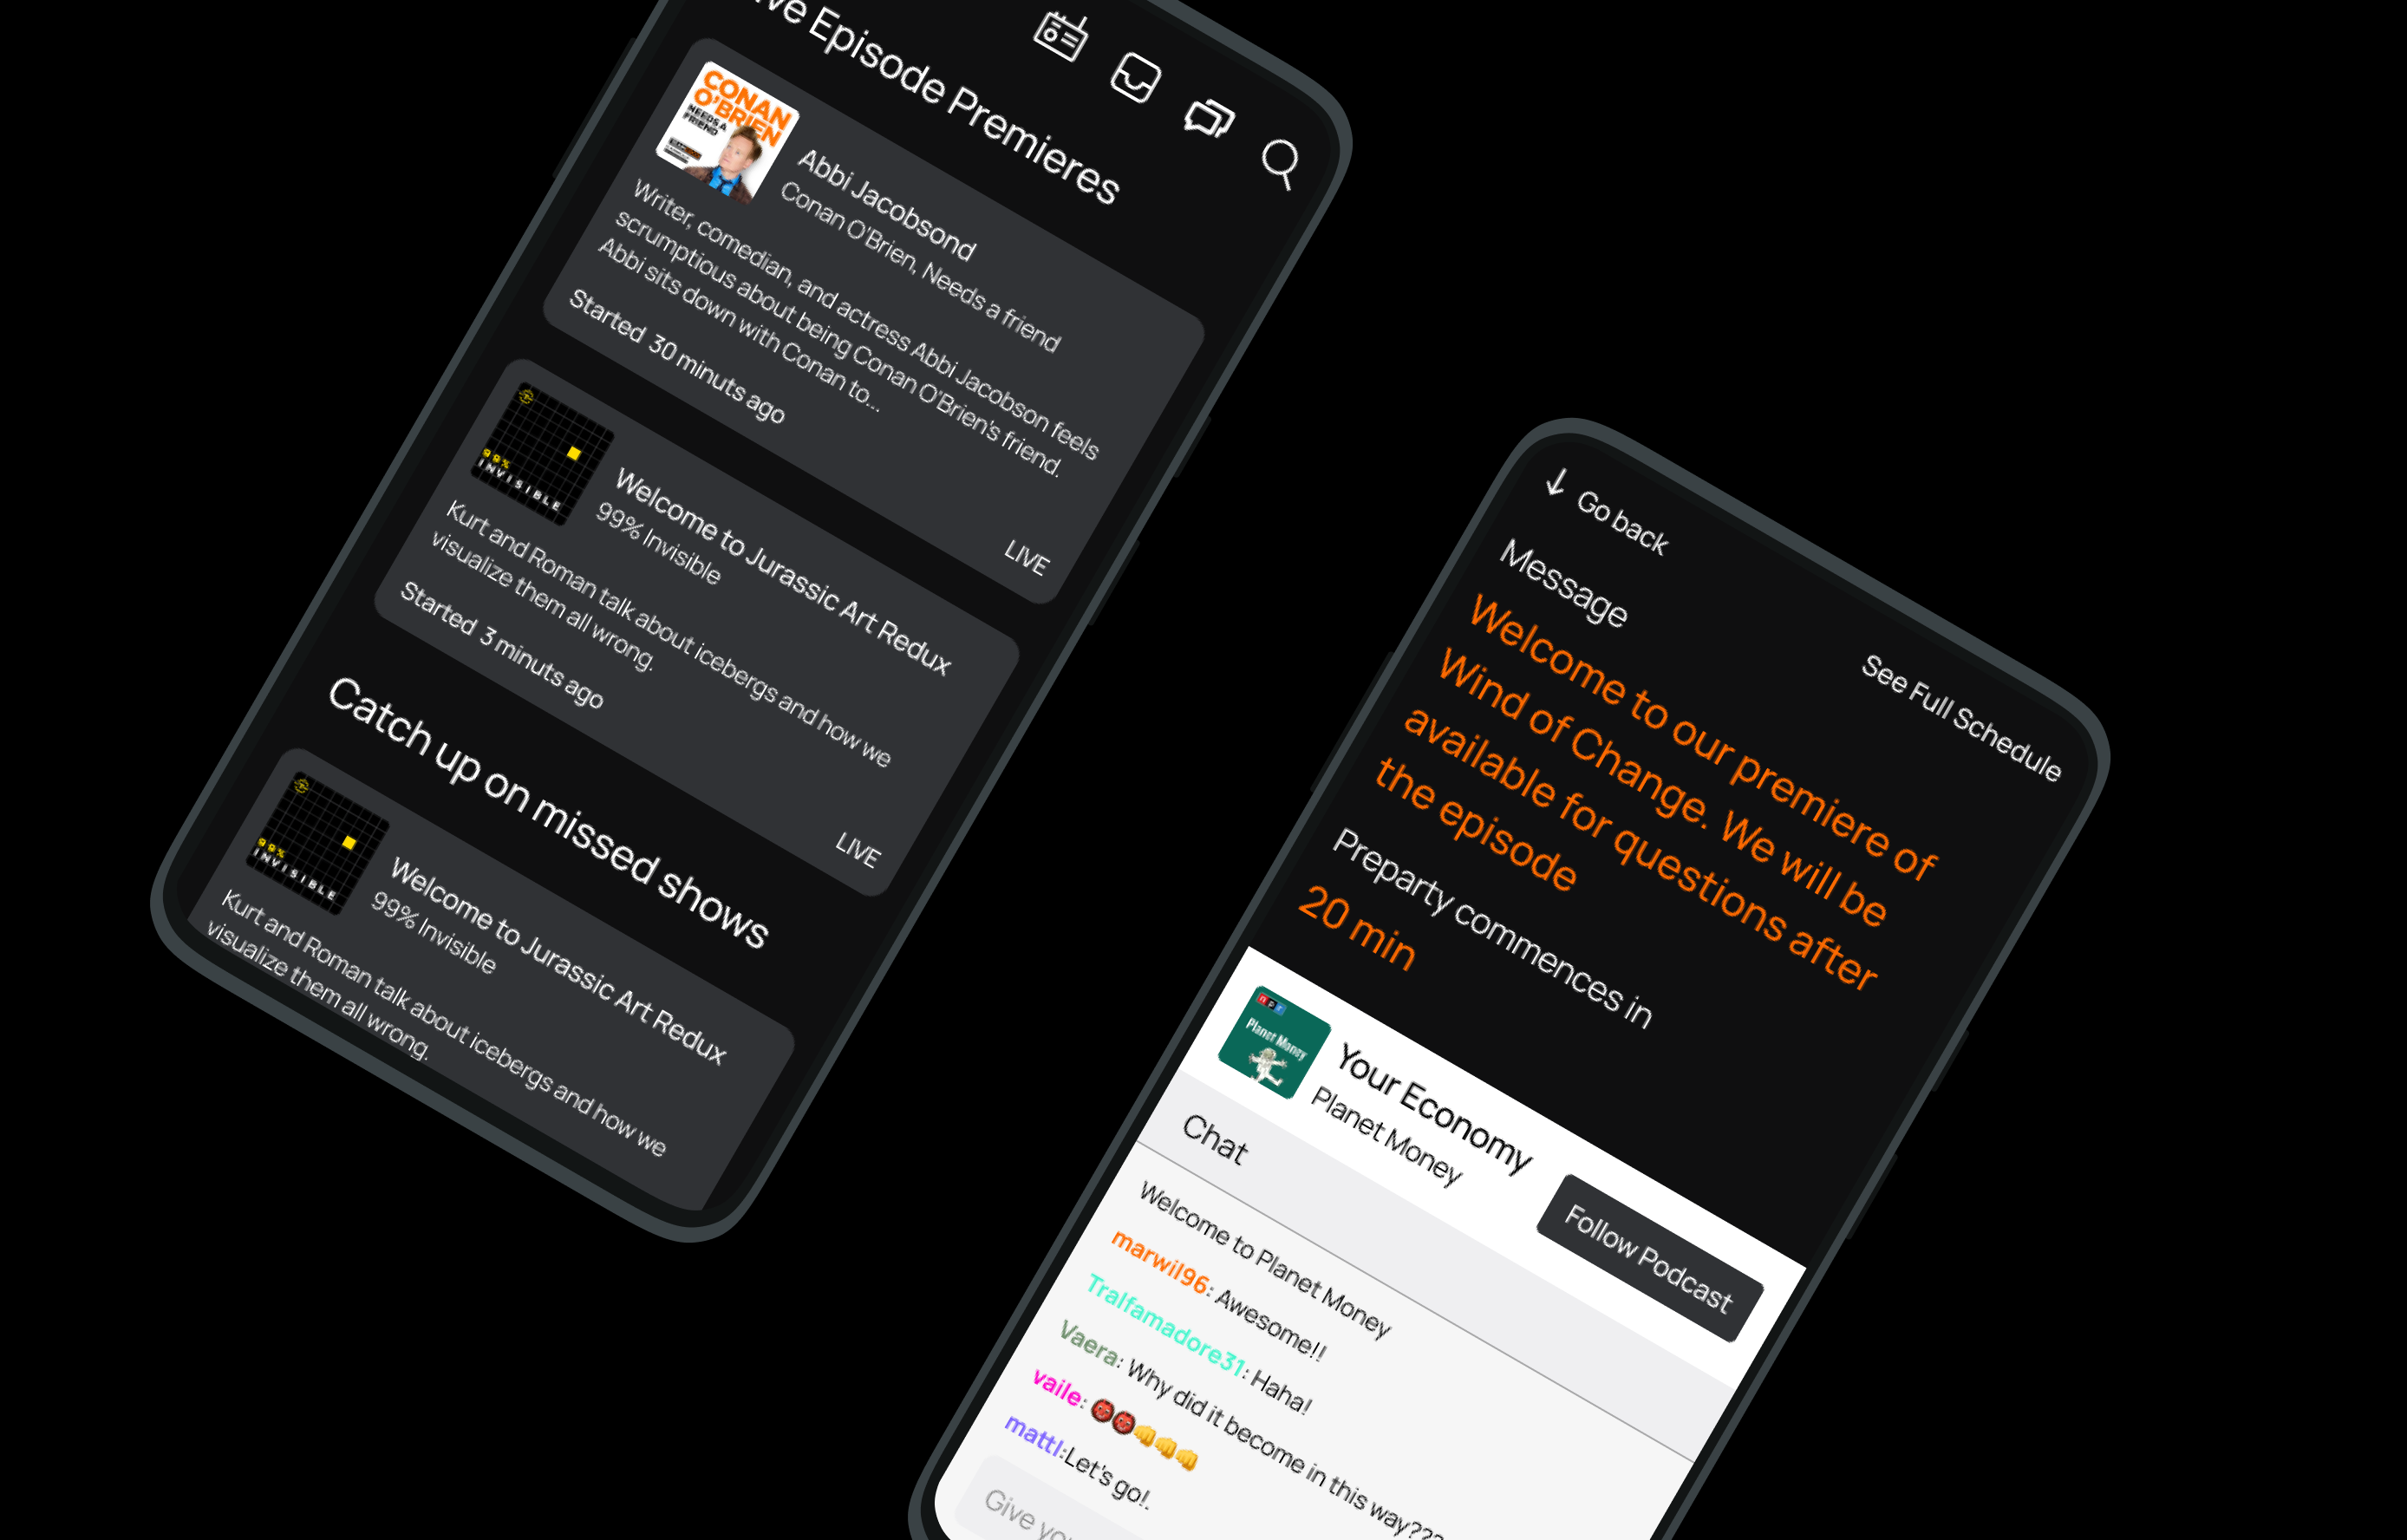 Episode Premieres
CONAN
O'BRIEN
NEEDS A
FRIEND
Abbi Jacobsond
Conan O'Brien, Needs a friend
Writer, comedian, and actress Abbi Jacobson feels
scrumptious about being Conan O'Brien's friend.
Abbi sits down with Conan to...
Started 30 minuts ago
LIVE
99%
INVISIBLE
Welcome to Jurassic Art Redux
99% Invisible
Kurt and Roman talk about icebergs and how we
visualize them all wrong.
Started 3 minuts ago
LIVE
Catch up on missed shows
99%
INVISIBLE
Welcome to Jurassic Art Redux
99% Invisible
Kurt and Roman talk about icebergs and how we
visualize them all wrong.
Go back
See Full Schedule
Message
Welcome to our premiere of
Wind of Change. We will be
available for questions after
the episode
Preparty commences in
20 min
npr
Planet Money
Your Economy
Planet Money
Follow Podcast
Chat
Welcome to Planet Money
marwil96: Awesome!!
Tralfamadore31: Haha!
Vaera: Why did it become in this way???
vaile: 👹👹👊👊👊
mattl:Let's go!.
Give